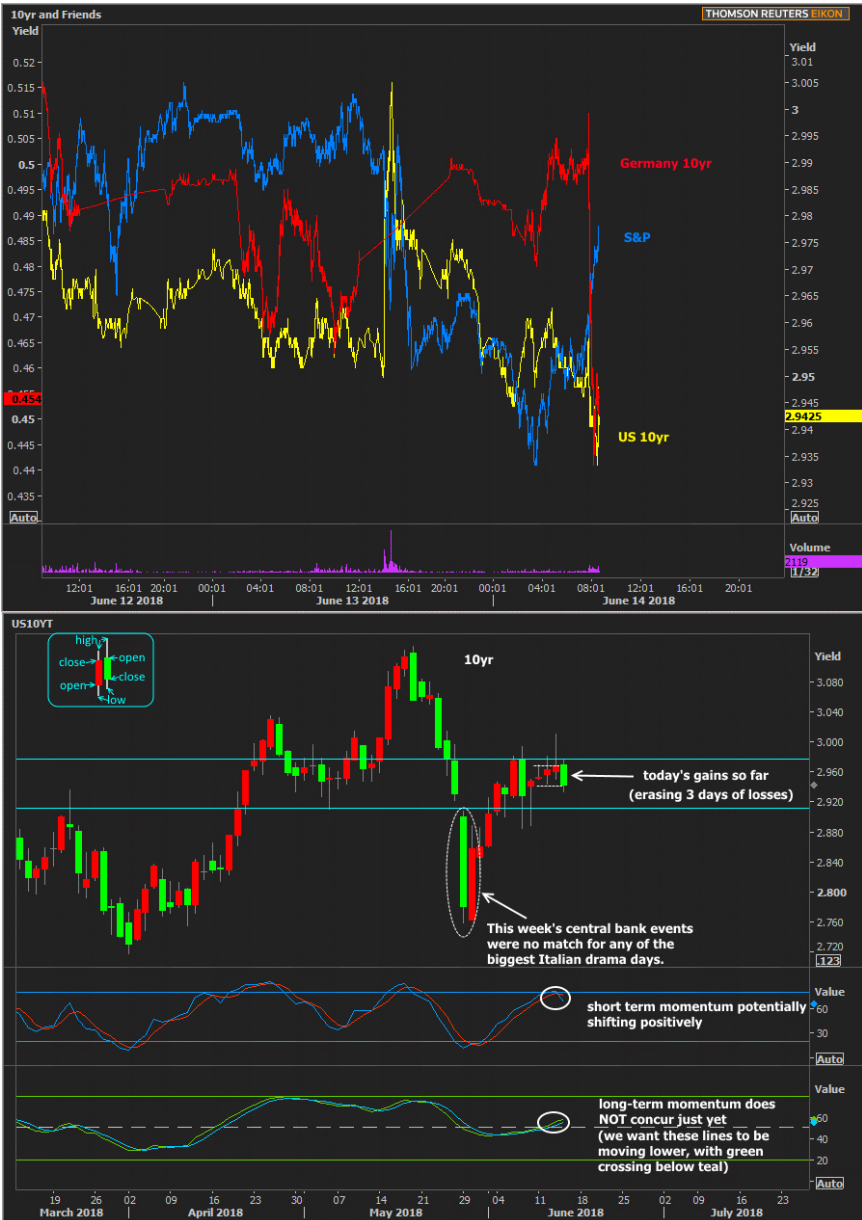 10yr and Friends
THOMSON REUTERS EIKON
Yield
Yield
0.52
0.515
0.51
0.505
0.5
0.495
0.49
0.485
0.48
0.475
0.47
0.465
0.46
0.454
0.45
0.445
0.44
0.435
Auto
3.01
3.005
3
2.995
2.99
2.985
2.98
2.975
2.97
2.965
2.96
2.955
2.95
2.945
2.9425
2.94
2.935
2.93
2.925
Auto
Germany 10yr
S&P
US 10yr
Volume
2119
1/32
12:01 16:01 20:01 00:01 04:01 08:01 12:01 16:01 20:01 00:01 04:01 08:01 12:01 16:01 20:01
June 12 2018 June 13 2018 June 14 2018
US10YT
high
close
open
open
close
low
10yr
Yield
3.080
3.040
3.000
2.960
2.920
2.880
2.840
2.800
2.760
2.720
.123
today's gains so far
(erasing 3 days of losses)
This week's central bank events
were no match for any of the
biggest Italian drama days.
Value
60
30
Auto
short term momentum potentially
shifting positively
Value
60
40
20
Auto
long-term momentum does
NOT concur just yet
(we want these lines to be
moving lower, with green
crossing below teal)
19 26 02 09 16 23 30 07 14 21 29 04 11 18 25 02 09 16 23
March 2018 April 2018 May 2018 June 2018 July 2018